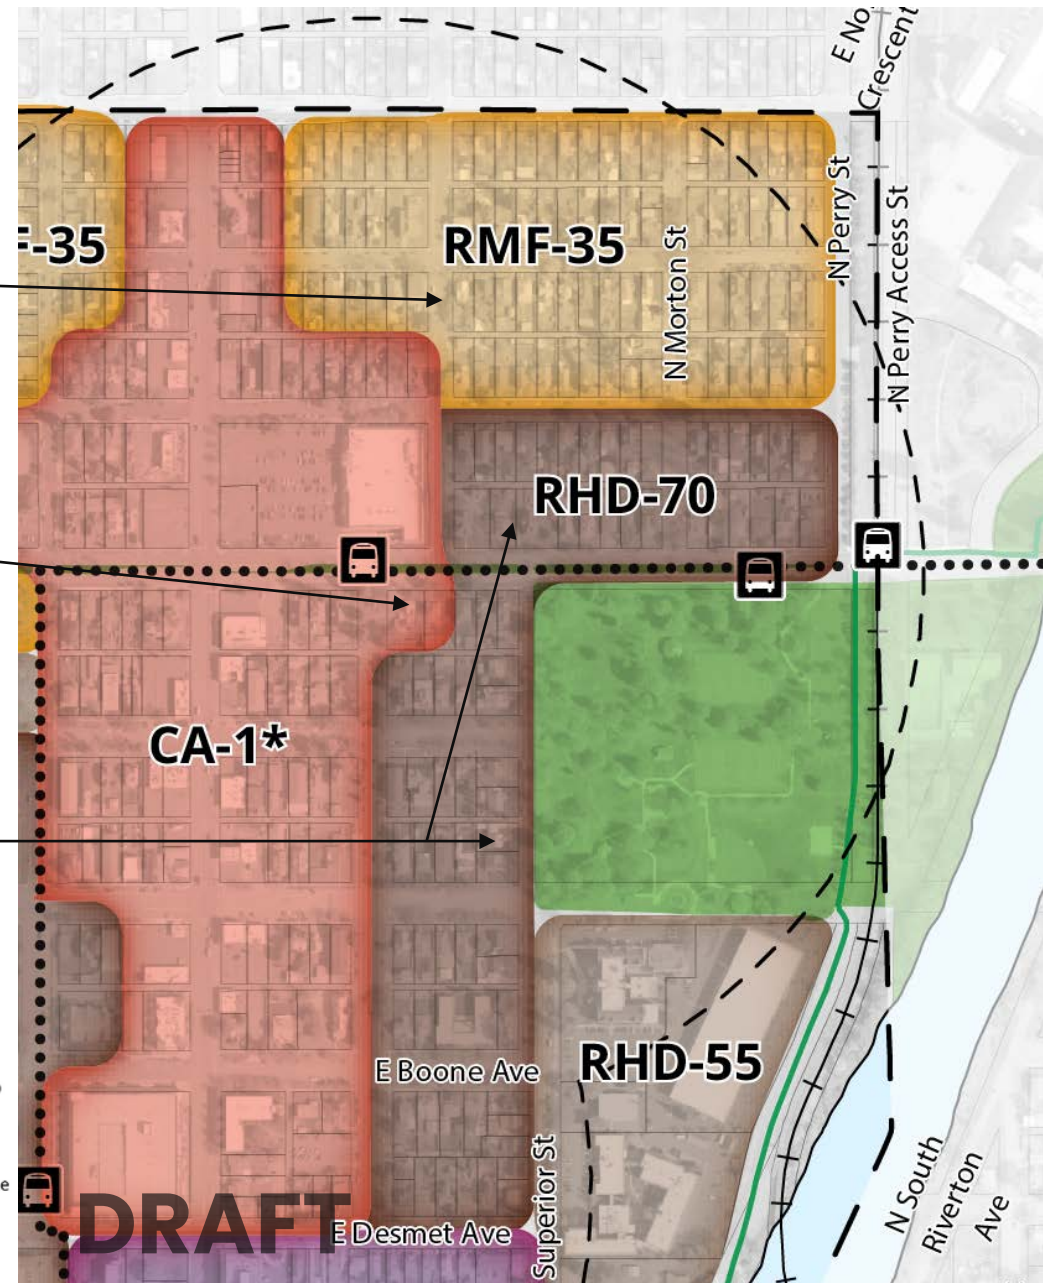 E No
Crescent
N Perry St
N Perry Access St
F-35
RMF-35
N Morton St
RHD-70
CA-1*
E Boone Ave
RHD-55
Superior St
N South
Riverton
Ave
e
DRAFT
E Desmet Ave